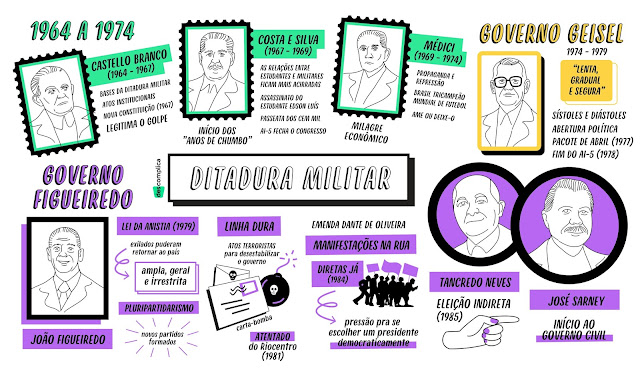 1964 A 1974
CASTELLO BRANCO
(1964 - 1967)
BASES DA DITADURA MILITAR
ATOS INSTITUCIONAIS
NOVA CONSTITUIÇÃO (1967)
LEGITIMA O GOLPE
COSTA E SILVA
(1967 - 1969)
AS RELAÇÕES ENTRE
ESTUDANTES E MILITARES
FICAM MAIS ACIRRADAS
ASSASSINATO DO
ESTUDANTE EDSON LUÍS
PASSEATA DOS CEM MIL
AI-5 FECHA O CONGRESSO
INÍCIO DOS
"ANOS DE CHUMBO"
MÉDICI
(1969 - 1974)
PROPAGANDA E
REPRESSÃO
BRASIL TRICAMPEÃO
MUNDIAL DE FUTEBOL
AME OU DEIXE-O
MILAGRE
ECONÔMICO
GOVERNO GEISEL
1974 - 1979
"LENTA,
GRADUAL
E SEGURA"
SÍSTOLES E DIÁSTOLES
ABERTURA POLÍTICA
PACOTE DE ABRIL (1977)
FIM DO AI-5 (1978)
descomplica
DITADURA MILITAR
GOVERNO
FIGUEIREDO
JOÃO FIGUEIREDO
LEI DA ANISTIA (1979)
exilados puderam
retornar ao país
ampla, geral
e irrestrita
PLURIPARTIDARISMO
novos partidos
formados
LINHA DURA
ATOS TERRORISTAS
para desestabilizar
o governo
carta-bomba
ATENTADO
do Riocentro
(1981)
EMENDA DANTE DE OLIVEIRA
MANIFESTAÇÕES NA RUA
DIRETAS JÁ
(1984)
pressão pra se
escolher um presidente
democraticamente
TANCREDO NEVES
ELEIÇÃO INDIRETA
(1985)
JOSÉ SARNEY
INÍCIO AO
GOVERNO CIVIL